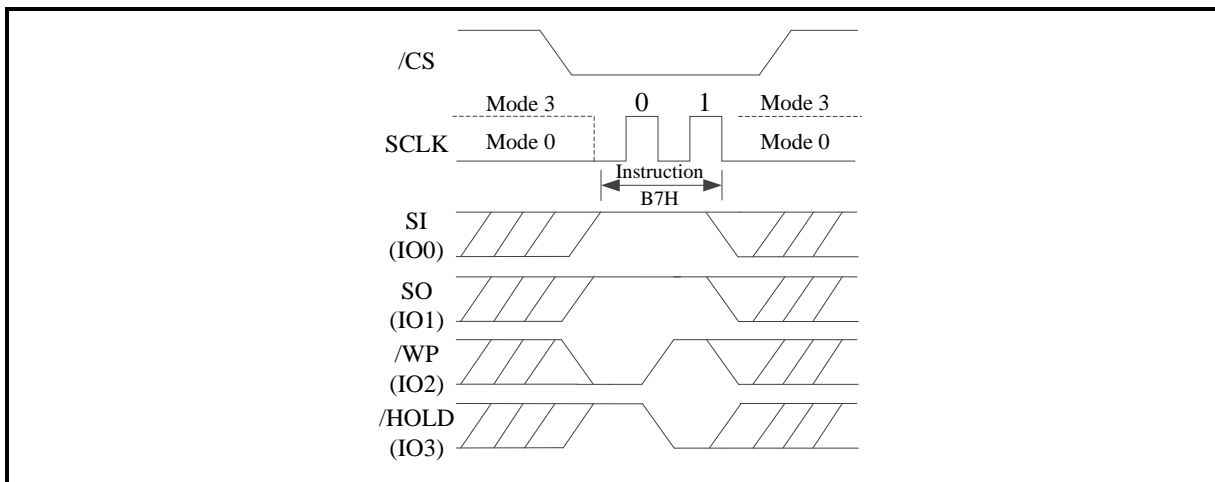 /CS
Mode 3 0 1 Mode 3
SCLK Mode 0 Mode 0
Instruction
B7H
SI
(IO0)
SO
(IO1)
/WP
(IO2)
/HOLD
(IO3)